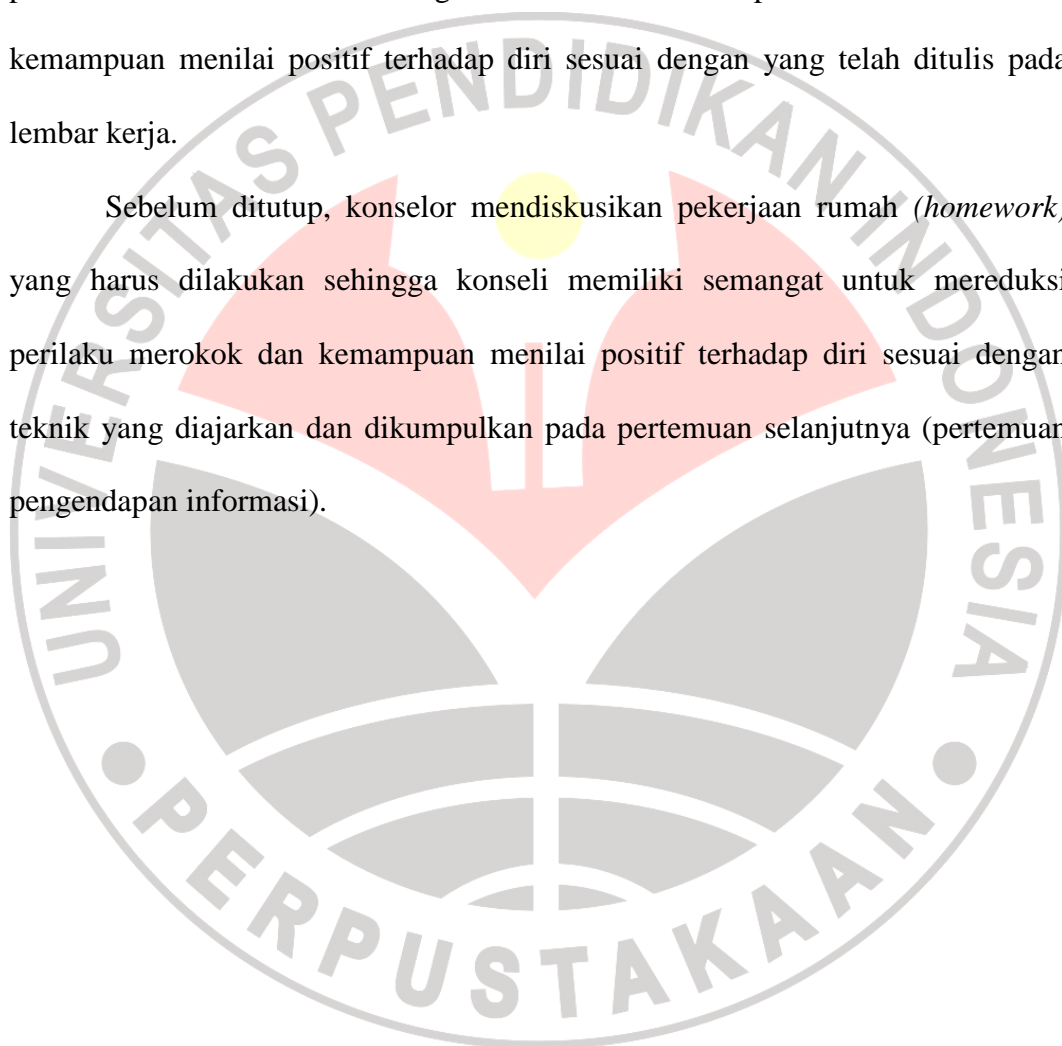 kemampuan menilai positif terhadap diri sesuai dengan yang telah ditulis pada
lembar kerja.
Sebelum ditutup, konselor mendiskusikan pekerjaan rumah (homework)
yang harus dilakukan sehingga konseli memiliki semangat untuk mereduksi
perilaku merokok dan kemampuan menilai positif terhadap diri sesuai dengan
teknik yang diajarkan dan dikumpulkan pada pertemuan selanjutnya (pertemuan
pengendapan informasi).
UNIVERSITAS PENDIDIKAN INDONESIA
PERPUSTAKAAN